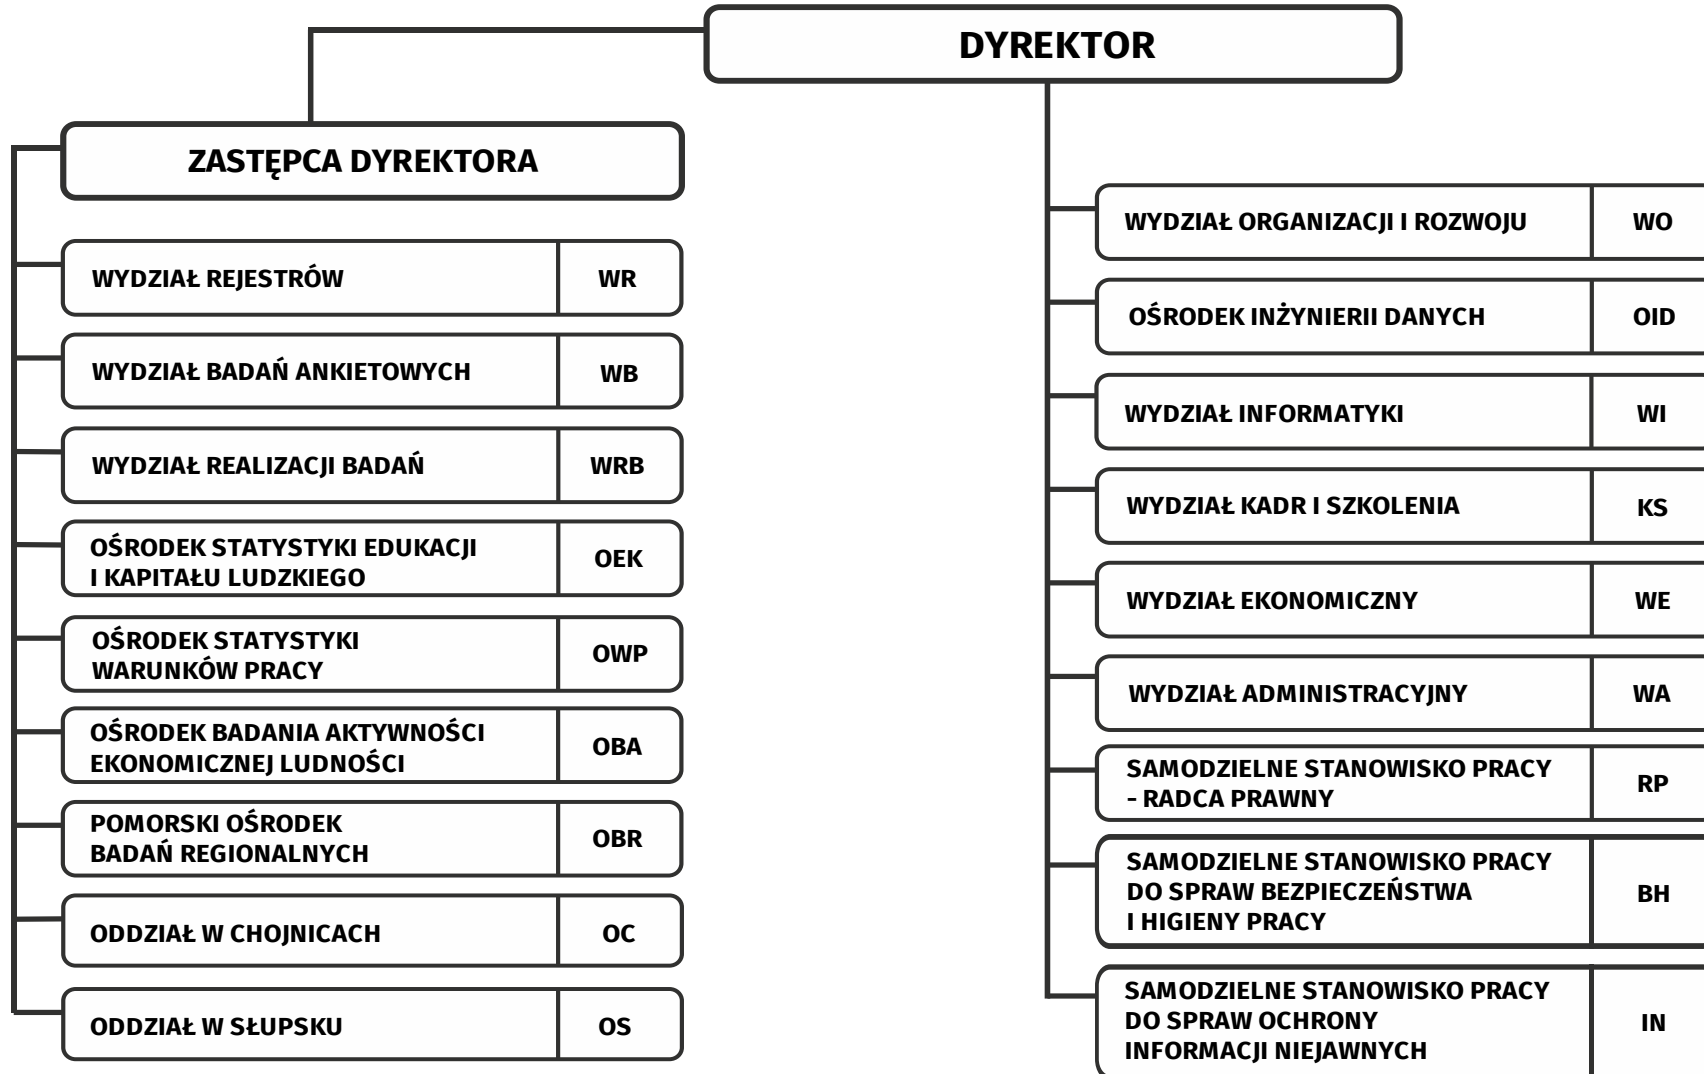 DYREKTOR
ZASTĘPCA DYREKTORA
WYDZIAŁ REJESTRÓW WR
WYDZIAŁ BADAŃ ANKIETOWYCH WB
WYDZIAŁ REALIZACJI BADAŃ WRB
OŚRODEK STATYSTYKI EDUKACJI
I KAPITAŁU LUDZKIEGO
OEK
OŚRODEK STATYSTYKI
WARUNKÓW PRACY
OWP
OŚRODEK BADANIA AKTYWNOŚCI
EKONOMICZNEJ LUDNOŚCI
OBA
POMORSKI OŚRODEK
BADAŃ REGIONALNYCH
OBR
ODDZIAŁ W CHOJNICACH OC
ODDZIAŁ W SŁUPSKU OS
WYDZIAŁ ORGANIZACJI I ROZWOJU WO
OŚRODEK INŻYNIERII DANYCH OID
WYDZIAŁ INFORMATYKI WI
WYDZIAŁ KADR I SZKOLENIA KS
WYDZIAŁ EKONOMICZNY WE
WYDZIAŁ ADMINISTRACYJNY WA
SAMODZIELNE STANOWISKO PRACY
- RADCA PRAWNY
RP
SAMODZIELNE STANOWISKO PRACY
DO SPRAW BEZPIECZEŃSTWA
I HIGIENY PRACY
BH
SAMODZIELNE STANOWISKO PRACY
DO SPRAW OCHRONY
INFORMACJI NIEJAWNYCH
IN